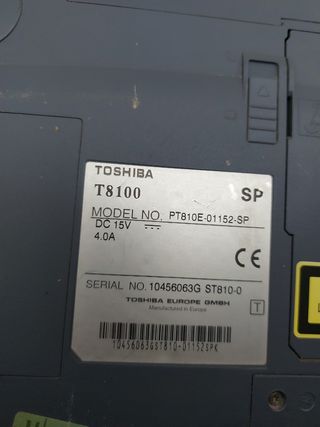 TOSHIBA
T8100 SP
MODEL NO. PT810E-01152-SP
DC 15V
4.0A
CE
SERIAL NO. 10456063G ST810-0
TOSHIBA EUROPE GMBH
Manufactured in Europe
T
10456063GST810-01152SPK